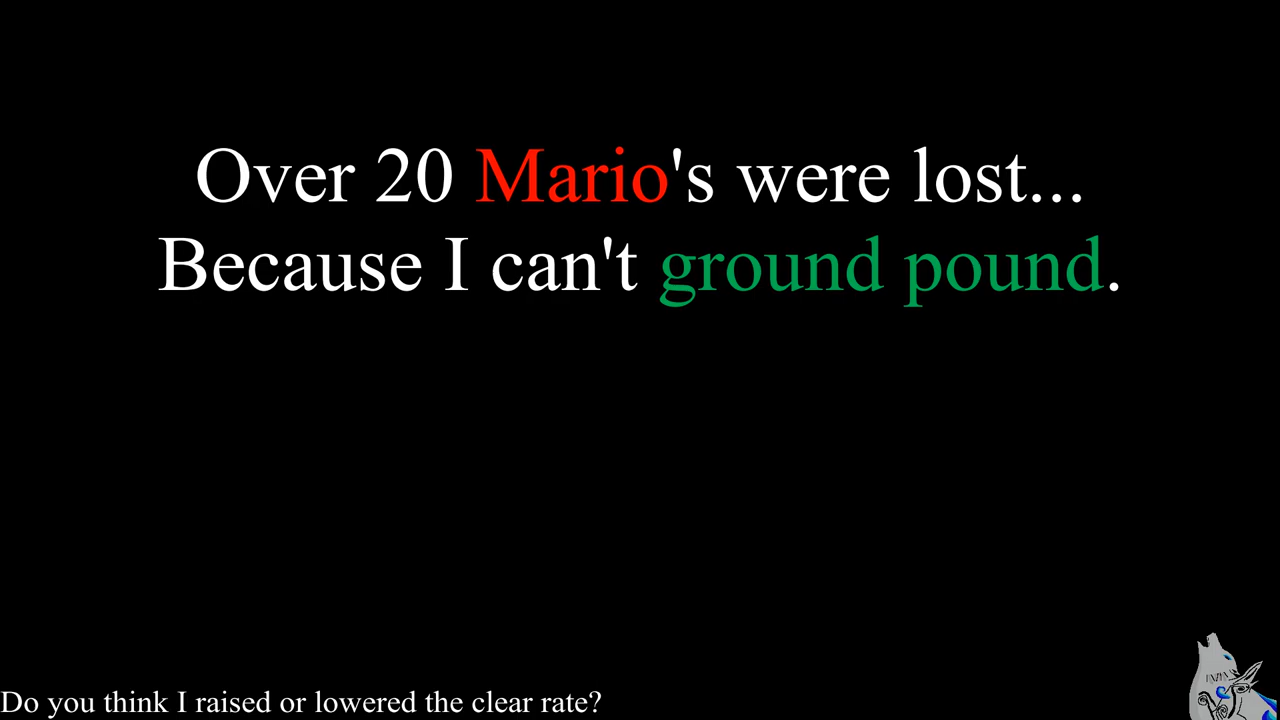 Over 20 Mario's were lost...
Because I can't ground pound.
Do you think I raised or lowered the clear rate?